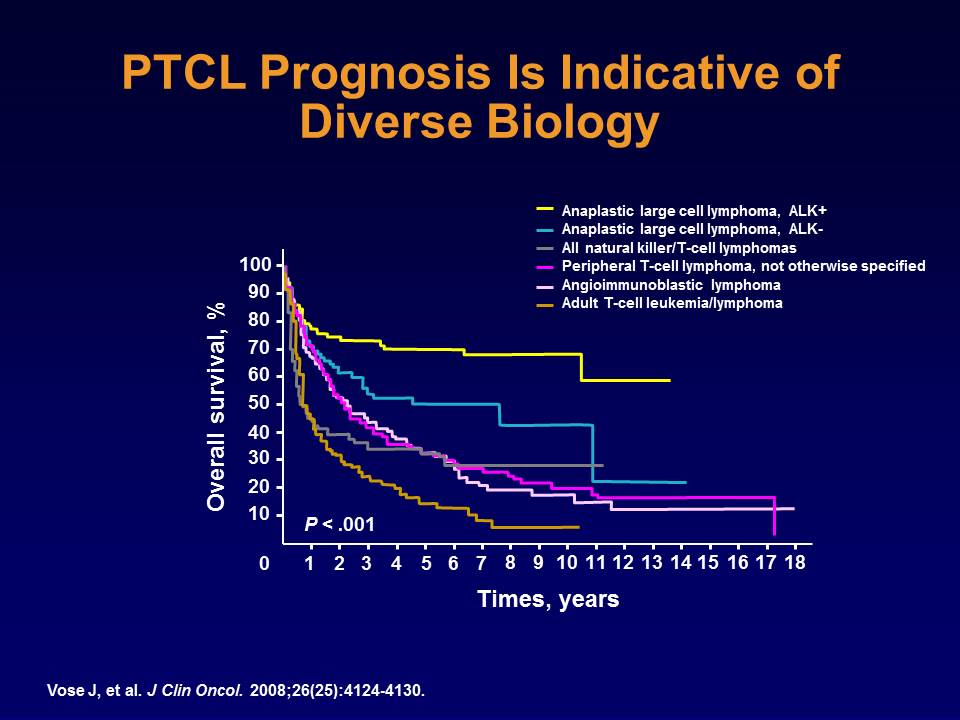 PTCL Prognosis Is Indicative of
Diverse Biology
Anaplastic large cell lymphoma, ALK+
Anaplastic large cell lymphoma, ALK-
All natural killer/T-cell lymphomas
Peripheral T-cell lymphoma, not otherwise specified
Angioimmunoblastic lymphoma
Adult T-cell leukemia/lymphoma
Overall survival, %
100
90
80
70
60
50
40
30
20
10
P < .001
0 1 2 3 4 5 6 7 8 9 10 11 12 13 14 15 16 17 18
Times, years
Vose J, et al. J Clin Oncol. 2008;26(25):4124-4130.